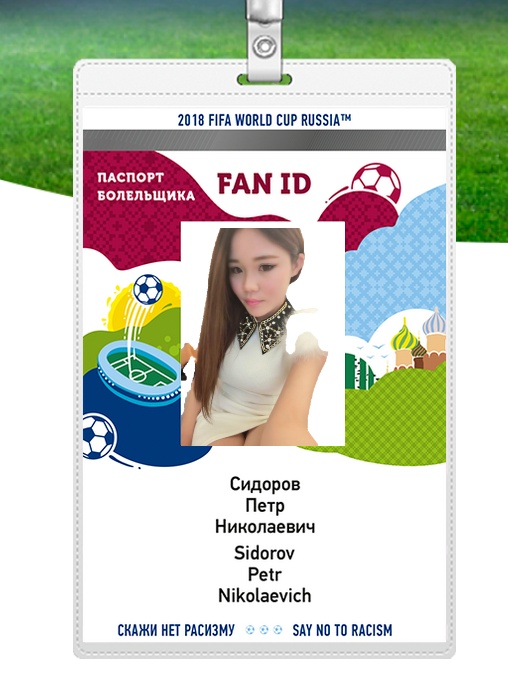 2018 FIFA WORLD CUP RUSSIA™
ПАСПОРТ
БОЛЕЛЬЩИКА
FAN ID
Сидоров
Петр
Николаевич
Sidorov
Petr
Nikolaevich
СКАЖИ НЕТ РАСИЗМУ SAY NO TO RACISM